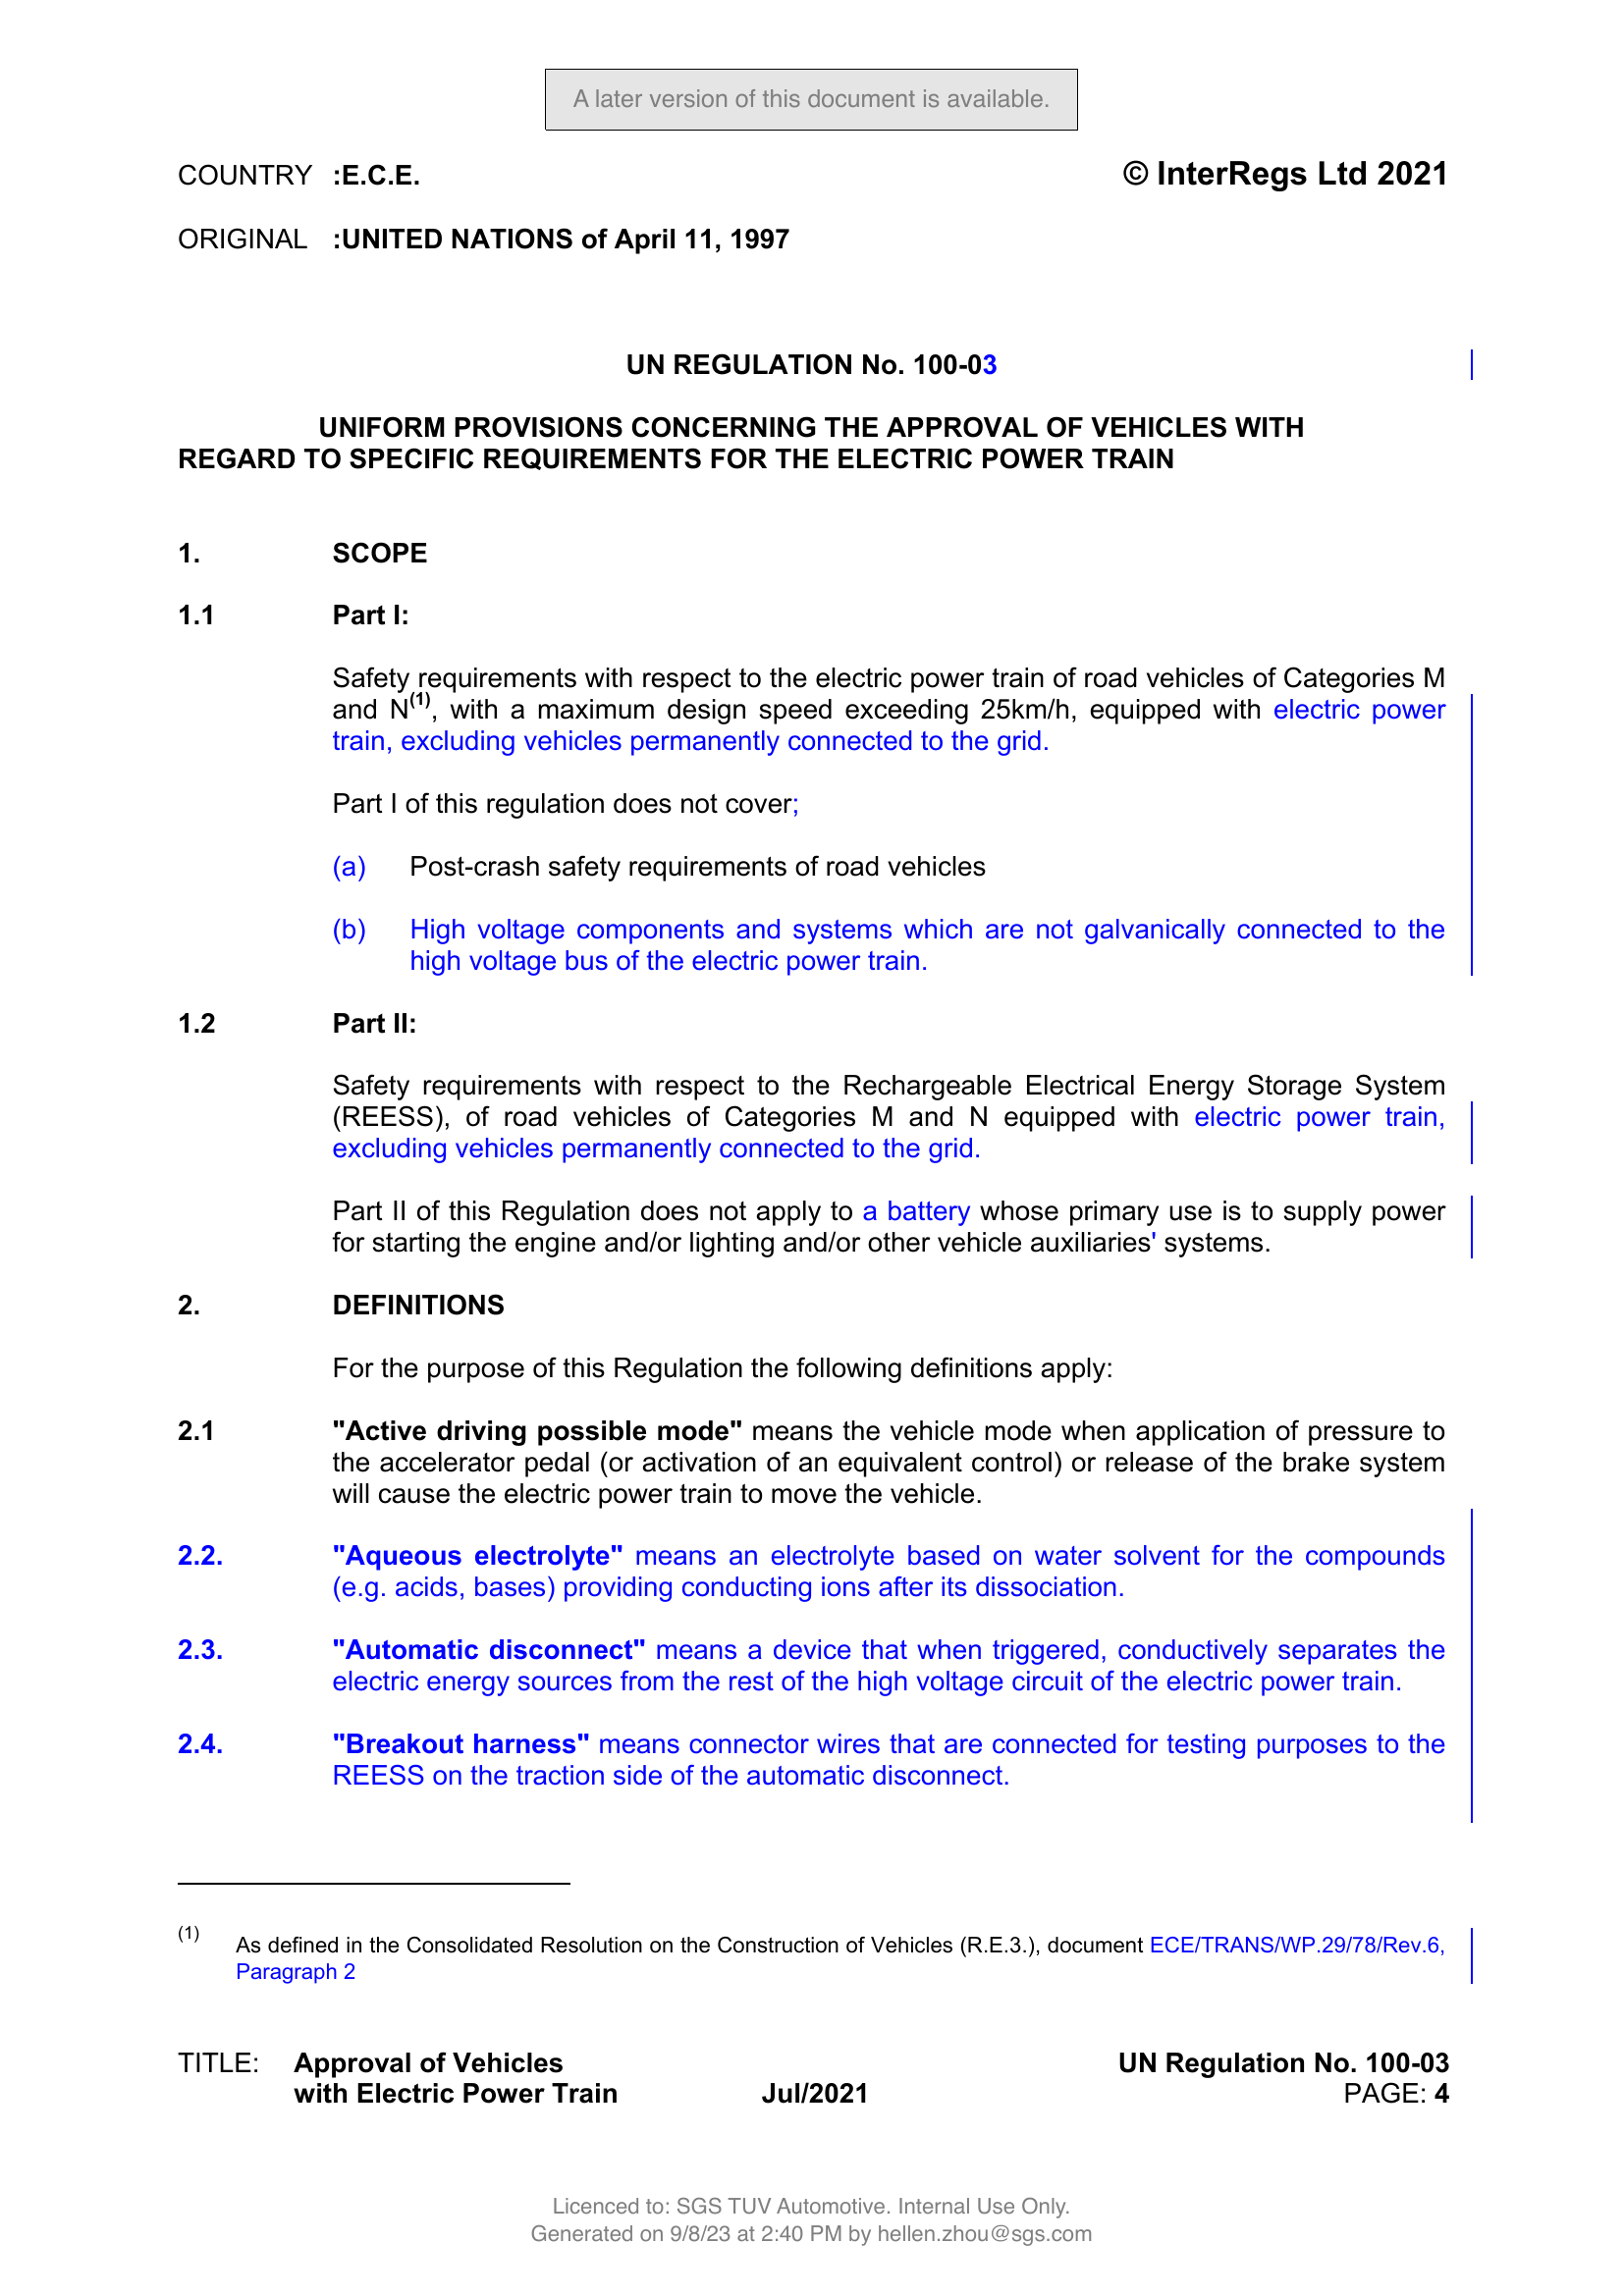 A later version of this document is available.
COUNTRY :E.C.E. © InterRegs Ltd 2021
ORIGINAL :UNITED NATIONS of April 11, 1997
UN REGULATION No. 100-03
UNIFORM PROVISIONS CONCERNING THE APPROVAL OF VEHICLES WITH
REGARD TO SPECIFIC REQUIREMENTS FOR THE ELECTRIC POWER TRAIN
1. SCOPE
1.1 Part I:
Safety requirements with respect to the electric power train of road vehicles of Categories M
and N(1), with a maximum design speed exceeding 25km/h, equipped with electric power
train, excluding vehicles permanently connected to the grid.
Part I of this regulation does not cover;
(a) Post-crash safety requirements of road vehicles
(b) High voltage components and systems which are not galvanically connected to the
high voltage bus of the electric power train.
1.2 Part II:
Safety requirements with respect to the Rechargeable Electrical Energy Storage System
(REESS), of road vehicles of Categories M and N equipped with electric power train,
excluding vehicles permanently connected to the grid.
Part II of this Regulation does not apply to a battery whose primary use is to supply power
for starting the engine and/or lighting and/or other vehicle auxiliaries' systems.
2. DEFINITIONS
For the purpose of this Regulation the following definitions apply:
2.1 "Active driving possible mode" means the vehicle mode when application of pressure to
the accelerator pedal (or activation of an equivalent control) or release of the brake system
will cause the electric power train to move the vehicle.
2.2. "Aqueous electrolyte" means an electrolyte based on water solvent for the compounds
(e.g. acids, bases) providing conducting ions after its dissociation.
2.3. "Automatic disconnect" means a device that when triggered, conductively separates the
electric energy sources from the rest of the high voltage circuit of the electric power train.
2.4. "Breakout harness" means connector wires that are connected for testing purposes to the
REESS on the traction side of the automatic disconnect.
(1) As defined in the Consolidated Resolution on the Construction of Vehicles (R.E.3.), document ECE/TRANS/WP.29/78/Rev.6,
Paragraph 2
TITLE: Approval of Vehicles UN Regulation No. 100-03
with Electric Power Train Jul/2021 PAGE: 4
Licenced to: SGS TUV Automotive. Internal Use Only.
Generated on 9/8/23 at 2:40 PM by hellen.zhou@sgs.com